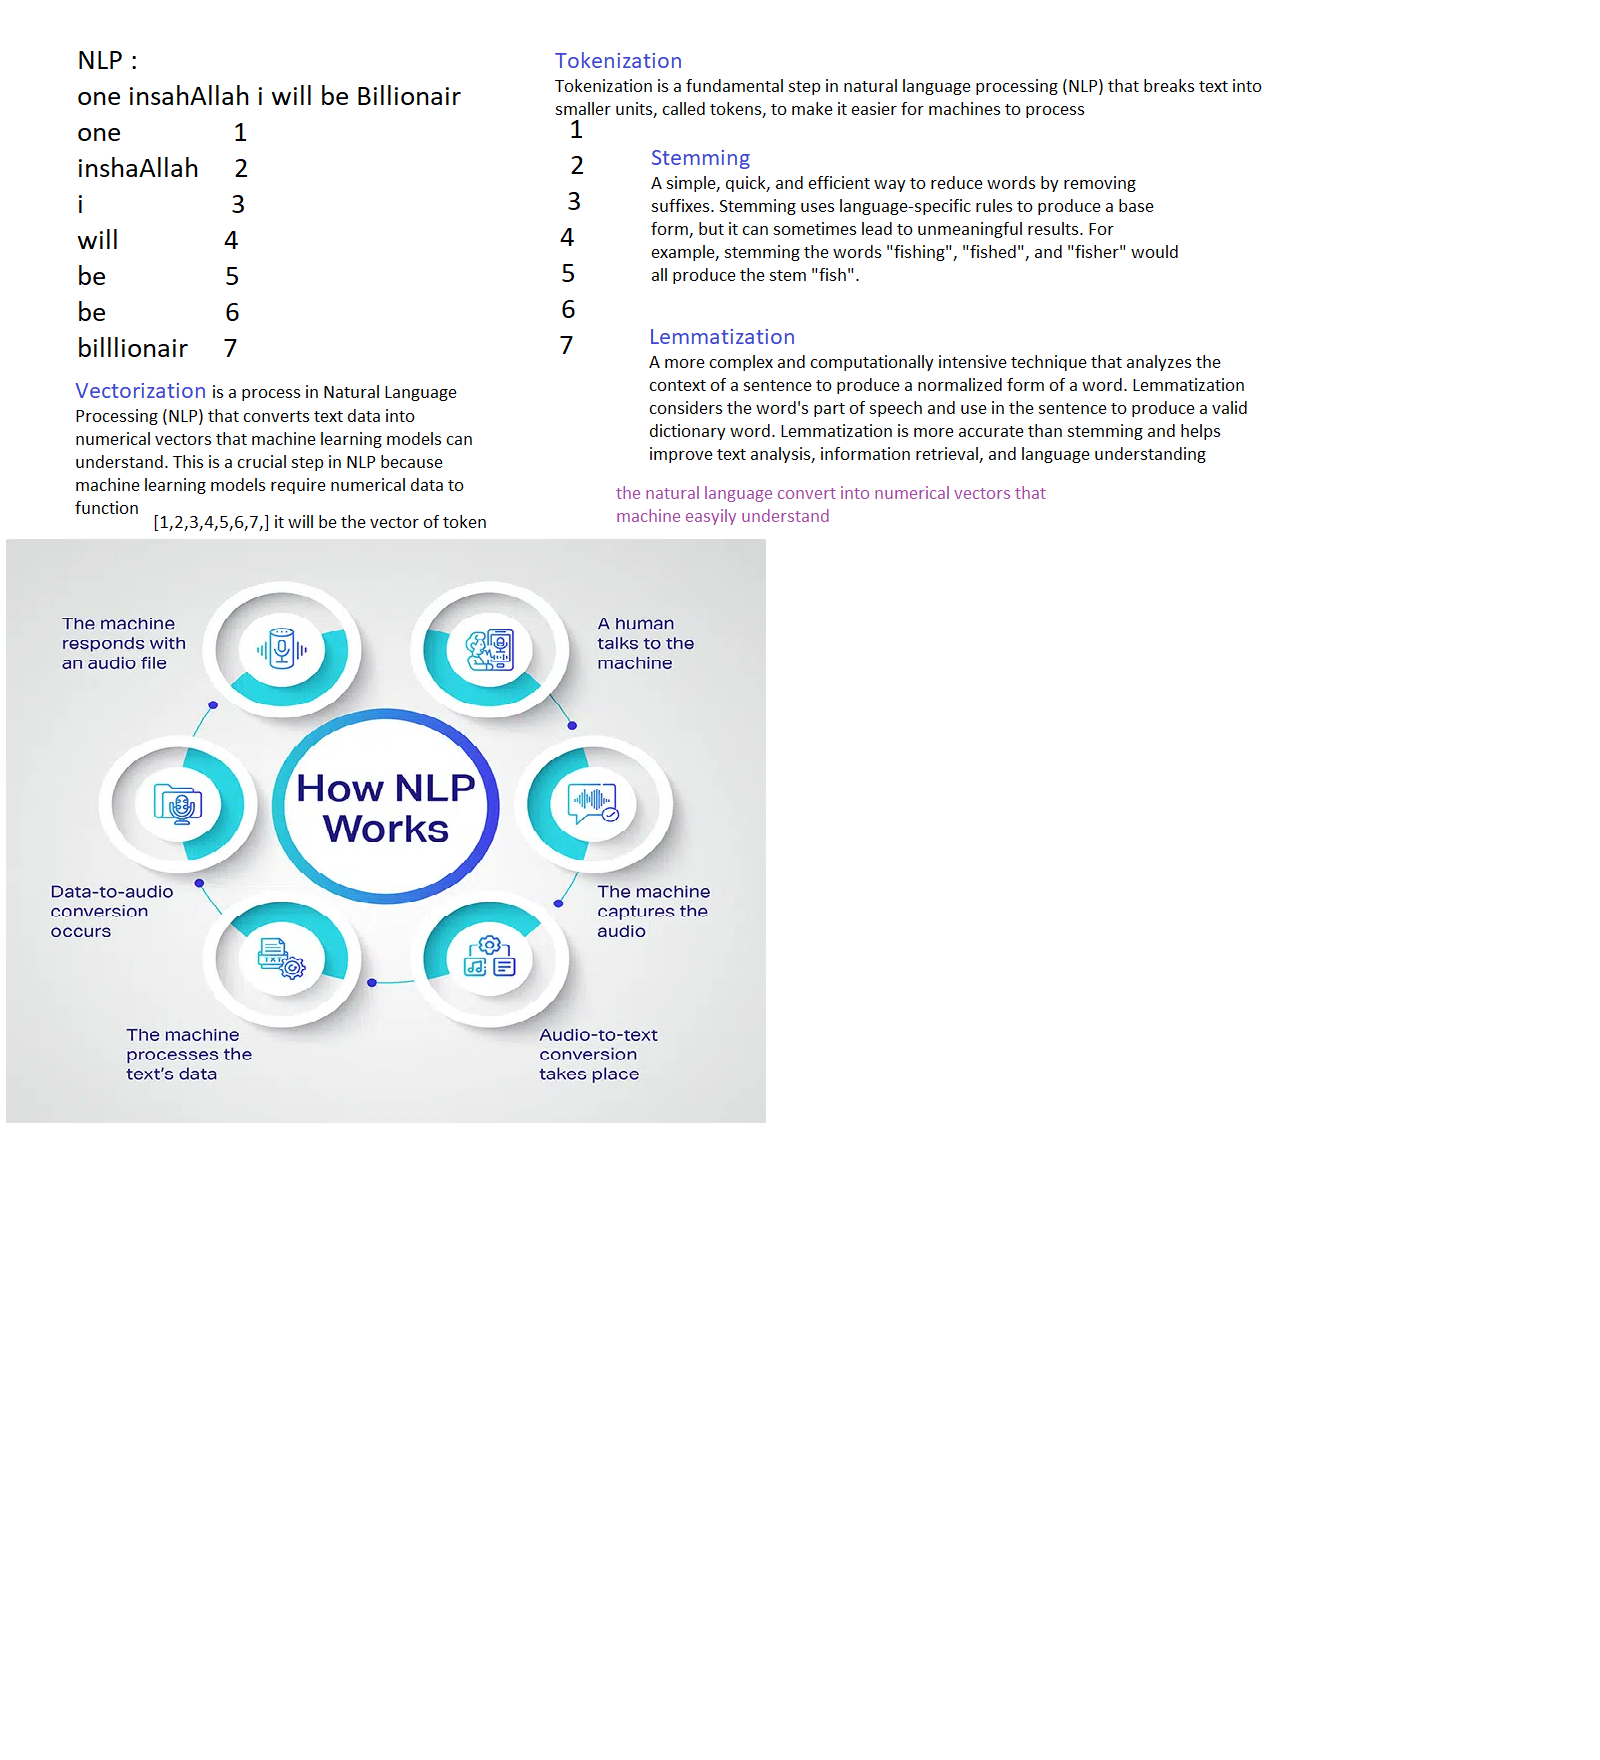 NLP :
one insahAllah i will be Billionair
one 1
inshaAllah 2
i 3
will 4
be 5
be 6
billlionair 7
Vectorization is a process in Natural Language
Processing (NLP) that converts text data into
numerical vectors that machine learning models can
understand. This is a crucial step in NLP because
machine learning models require numerical data to
function
[1,2,3,4,5,6,7,] it will be the vector of token
Tokenization
Tokenization is a fundamental step in natural language processing (NLP) that breaks text into
smaller units, called tokens, to make it easier for machines to process
1
2
3
4
5
6
7
Stemming
A simple, quick, and efficient way to reduce words by removing
suffixes. Stemming uses language-specific rules to produce a base
form, but it can sometimes lead to unmeaningful results. For
example, stemming the words "fishing", "fished", and "fisher" would
all produce the stem "fish".
Lemmatization
A more complex and computationally intensive technique that analyzes the
context of a sentence to produce a normalized form of a word. Lemmatization
considers the word's part of speech and use in the sentence to produce a valid
dictionary word. Lemmatization is more accurate than stemming and helps
improve text analysis, information retrieval, and language understanding
the natural language convert into numerical vectors that
machine easyily understand
How NLP
Works
A human
talks to the
machine
The machine
captures the
audio
Audio-to-text
conversion
takes place
The machine
processes the
text's data
TXT
Data-to-audio
conversion
occurs
The machine
responds with
an audio file